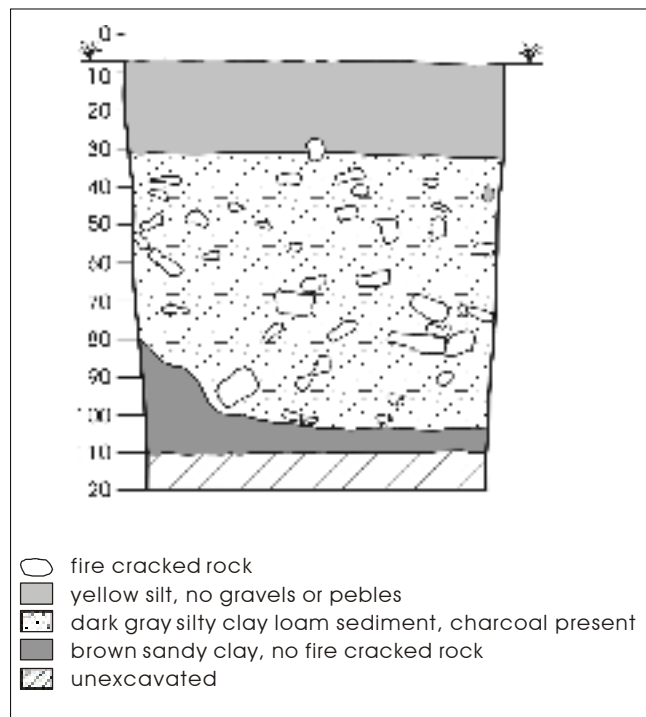 0
10
20
30
40
50
60
70
80
90
100
110
20
fire cracked rock
yellow silt, no gravels or pebles
dark gray silty clay loam sediment, charcoal present
brown sandy clay, no fire cracked rock
unexcavated